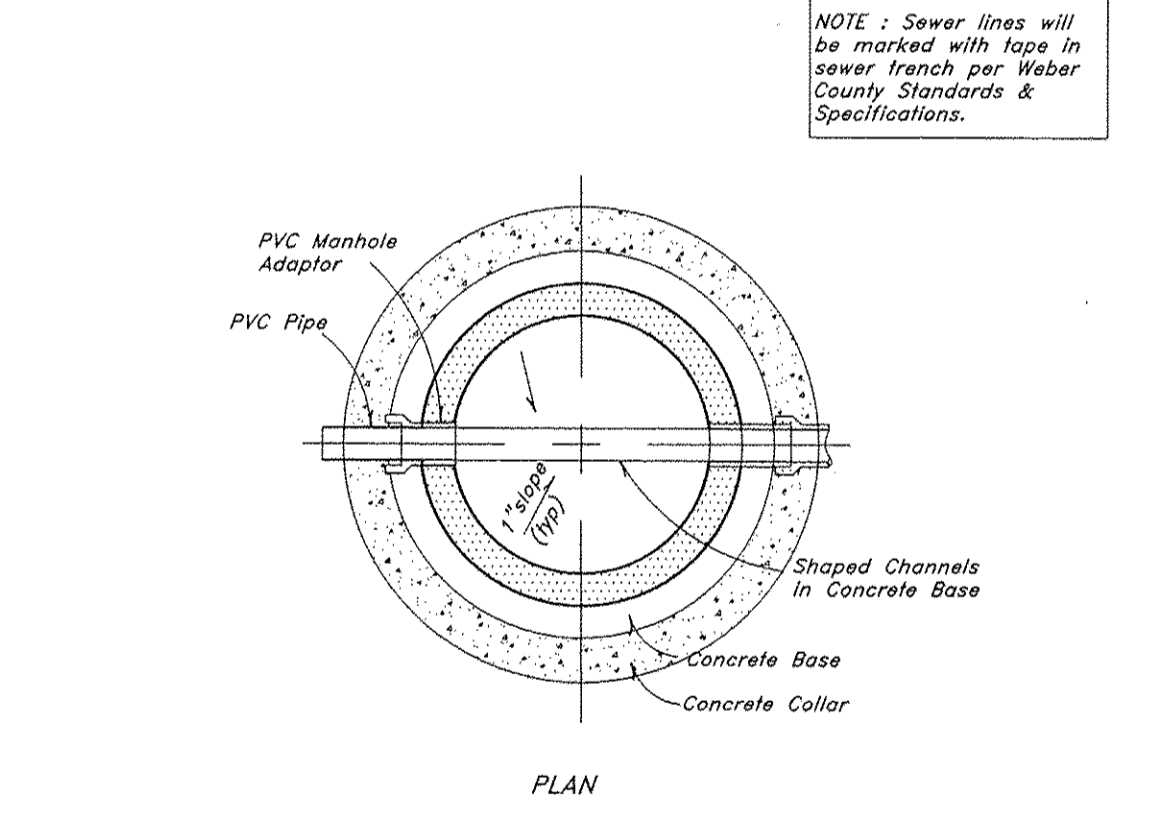 NOTE : Sewer lines will
be marked with tape in
sewer trench per Weber
County Standards &
Specifications.
PVC Manhole
Adaptor
PVC Pipe
1" slope
(typ)
Shaped Channels
in Concrete Base
Concrete Base
Concrete Collar
PLAN